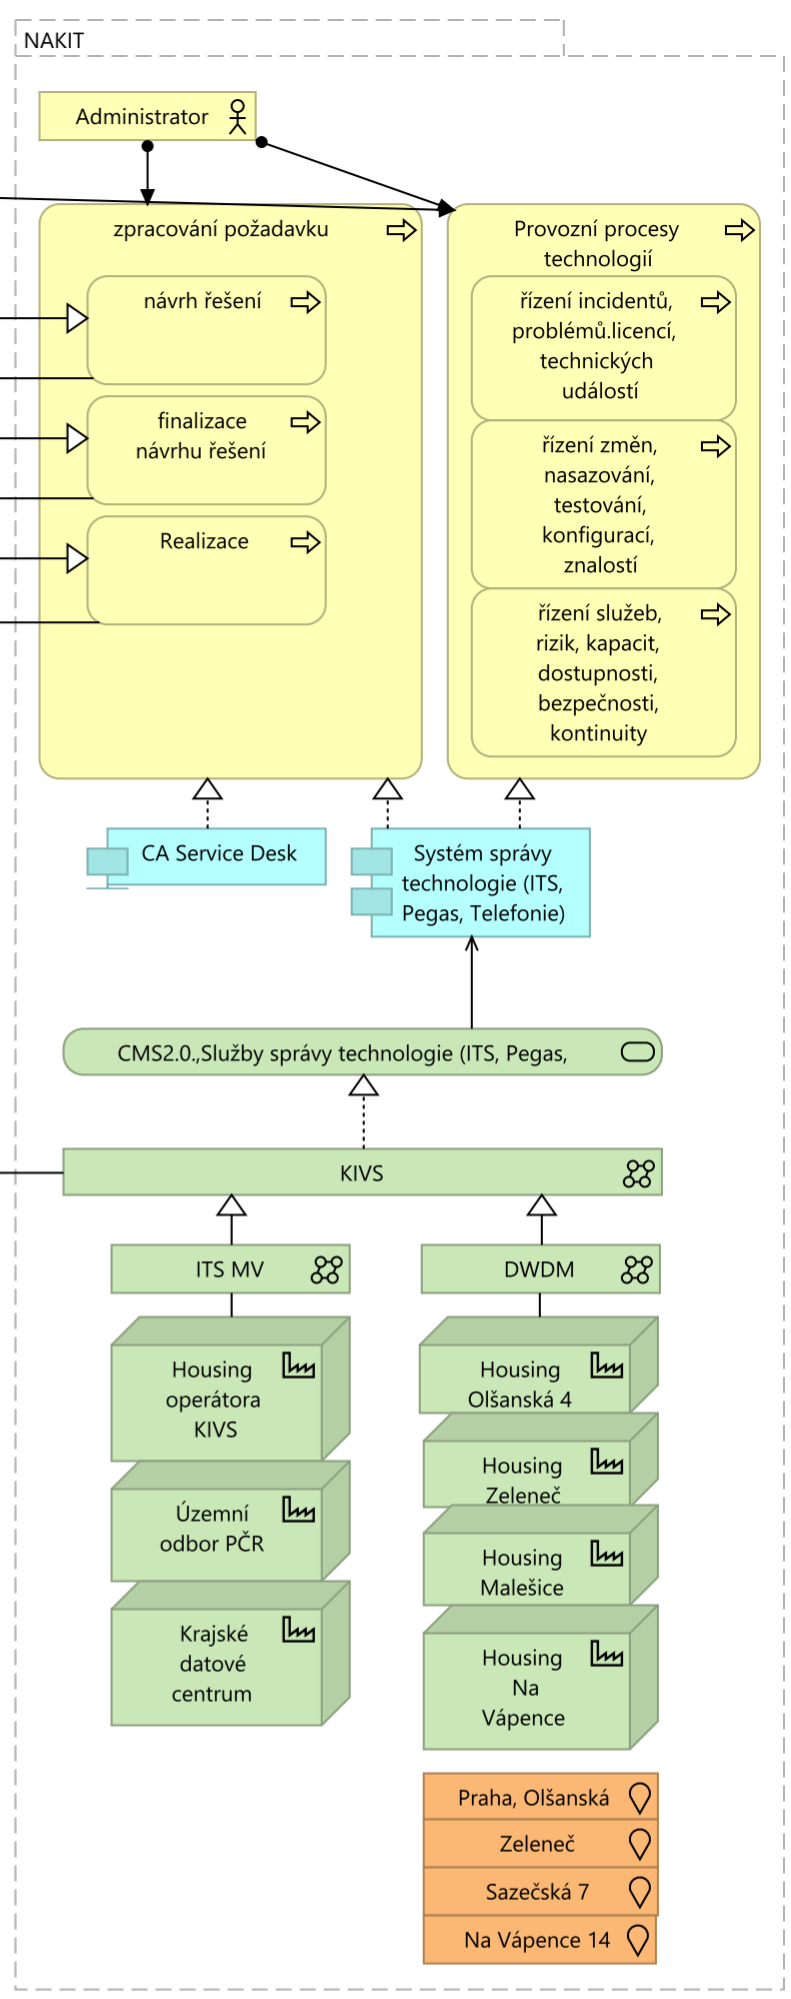 NAKIT
Administrator
zpracování požadavku
návrh řešení
finalizace
návrhu řešení
Realizace
Provozní procesy
technologií
řízení incidentů,
problémů.licencí,
technických
událostí
řízení změn,
nasazování,
testování,
konfigurací,
znalostí
řízení služeb,
rizik, kapacit,
dostupnosti,
bezpečnosti,
kontinuity
CA Service Desk
Systém správy
technologie (ITS,
Pegas, Telefonie)
CMS2.0.,Služby správy technologie (ITS, Pegas,
KIVS
ITS MV
DWDM
Housing
operátora
KIVS
Územní
odbor PČR
Krajské
datové
centrum
Housing
Olšanská 4
Housing
Zeleneč
Housing
Malešice
Housing
Na
Vápence
Praha, Olšanská
Zeleneč
Sazečská 7
Na Vápence 14